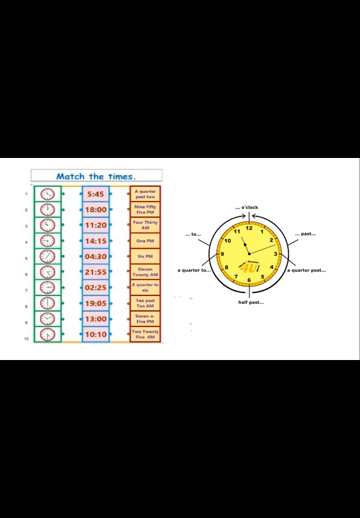 Match the times.
1
5:45
A quarter
past two
2
18:00
Nine Fifty
Five PM
3
11:20
Four Thirty
AM
4
14:15
One PM
5
04:30
Six PM
6
21:55
Eleven
Twenty AM
7
02:25
A quarter to
six
8
19:05
Ten past
Ten AM
9
13:00
Seven o
Five PM
10
10:10
Two Twenty
Five AM
... o'clock
... to...
... past...
a quarter to...
a quarter past...
half past...
12
1
2
3
4
5
6
7
8
9
10
11
4U